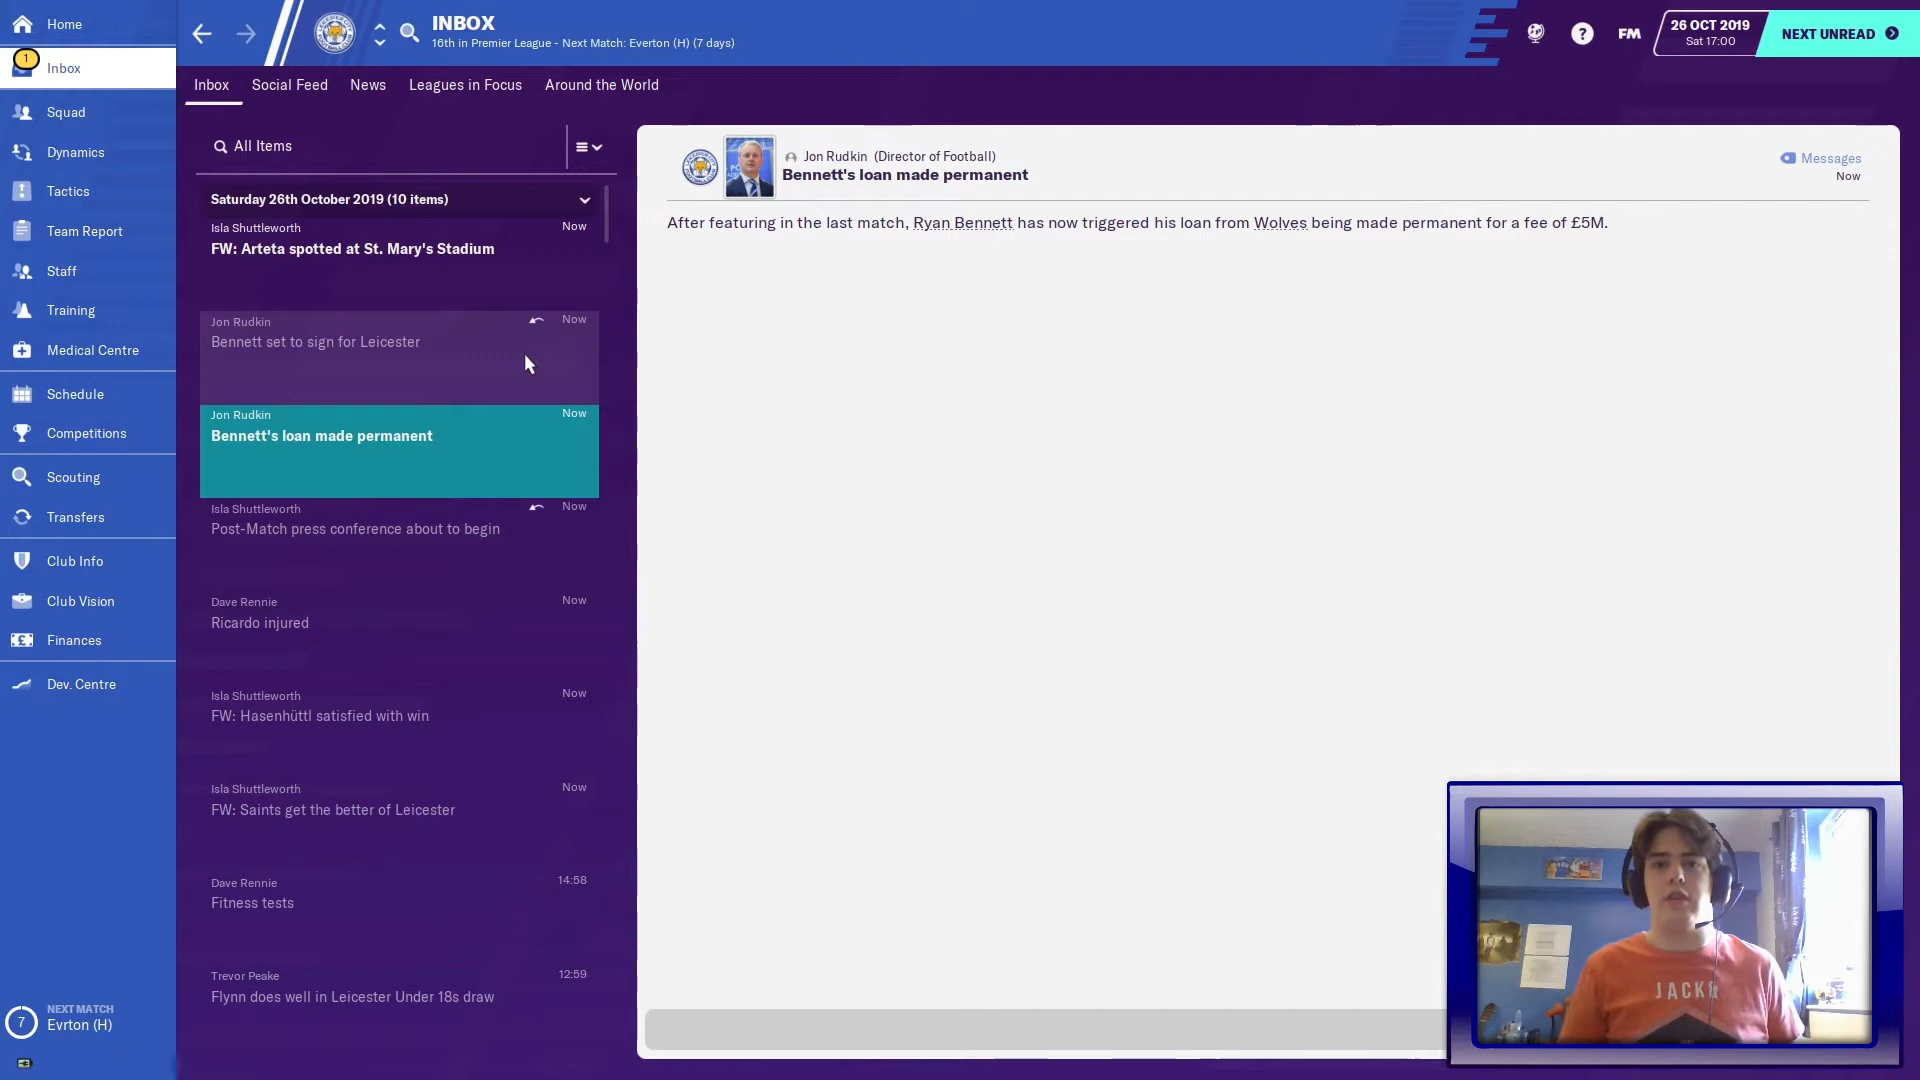 Home
1
Inbox
Squad
Dynamics
Tactics
Team Report
Staff
Training
Medical Centre
Schedule
Competitions
Scouting
Transfers
Club Info
Club Vision
Finances
Dev. Centre
NEXT MATCH
7
Evrton (H)
INBOX
16th in Premier League - Next Match: Everton (H) (7 days)
?
FM
26 OCT 2019
Sat 17:00
NEXT UNREAD
Inbox Social Feed News Leagues in Focus Around the World
All Items
Saturday 26th October 2019 (10 items)
Isla Shuttleworth Now
FW: Arteta spotted at St. Mary's Stadium
Jon Rudkin Now
Bennett set to sign for Leicester
Jon Rudkin Now
Bennett's loan made permanent
Isla Shuttleworth Now
Post-Match press conference about to begin
Dave Rennie Now
Ricardo injured
Isla Shuttleworth Now
FW: Hasenhüttl satisfied with win
Isla Shuttleworth Now
FW: Saints get the better of Leicester
Dave Rennie 14:58
Fitness tests
Trevor Peake 12:59
Flynn does well in Leicester Under 18s draw
Jon Rudkin (Director of Football)
Bennett's loan made permanent
Messages
Now
After featuring in the last match, Ryan Bennett has now triggered his loan from Wolves being made permanent for a fee of £5M.